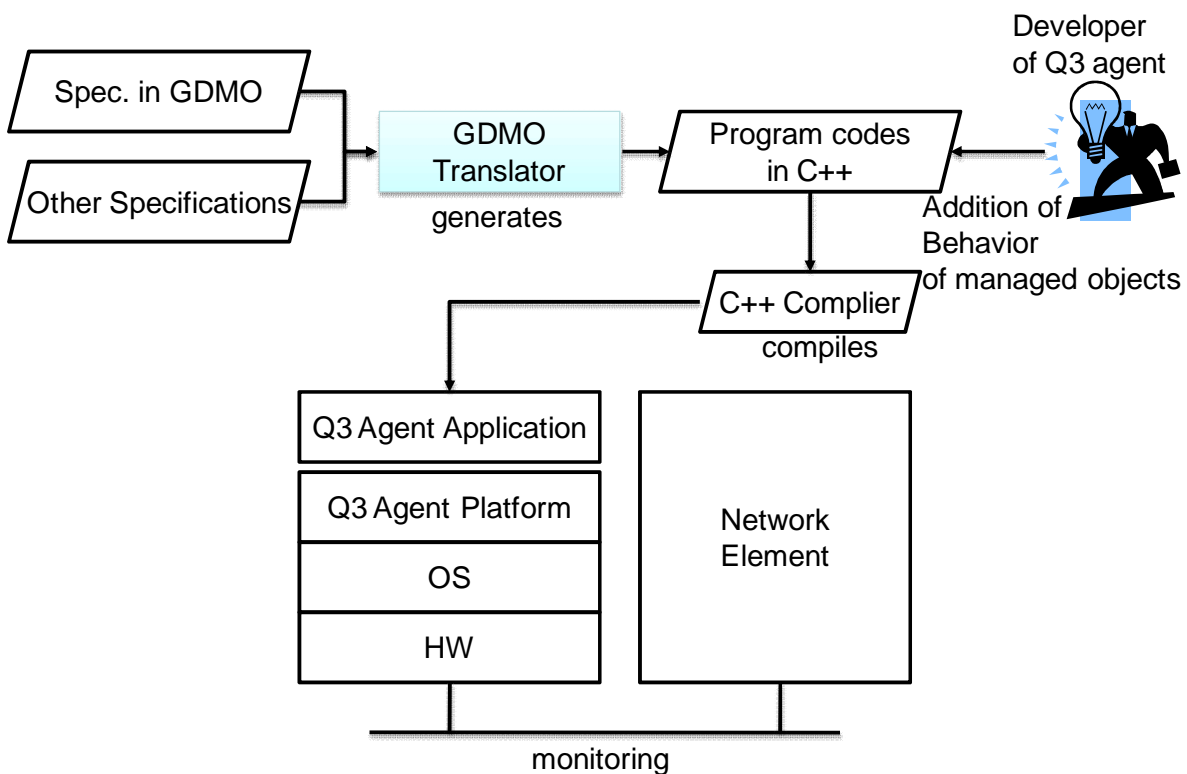 Developer
of Q3 agent
Spec. in GDMO
Other Specifications
GDMO
Translator
generates
Program codes
in C++
Addition of
Behavior
of managed objects
C++ Complier
compiles
Q3 Agent Application
Q3 Agent Platform
OS
HW
Network
Element
monitoring